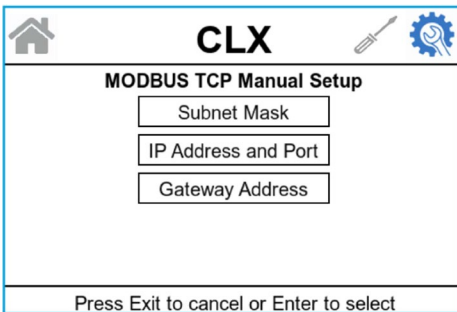 CLX
MODBUS TCP Manual Setup
Subnet Mask
IP Address and Port
Gateway Address
Press Exit to cancel or Enter to select